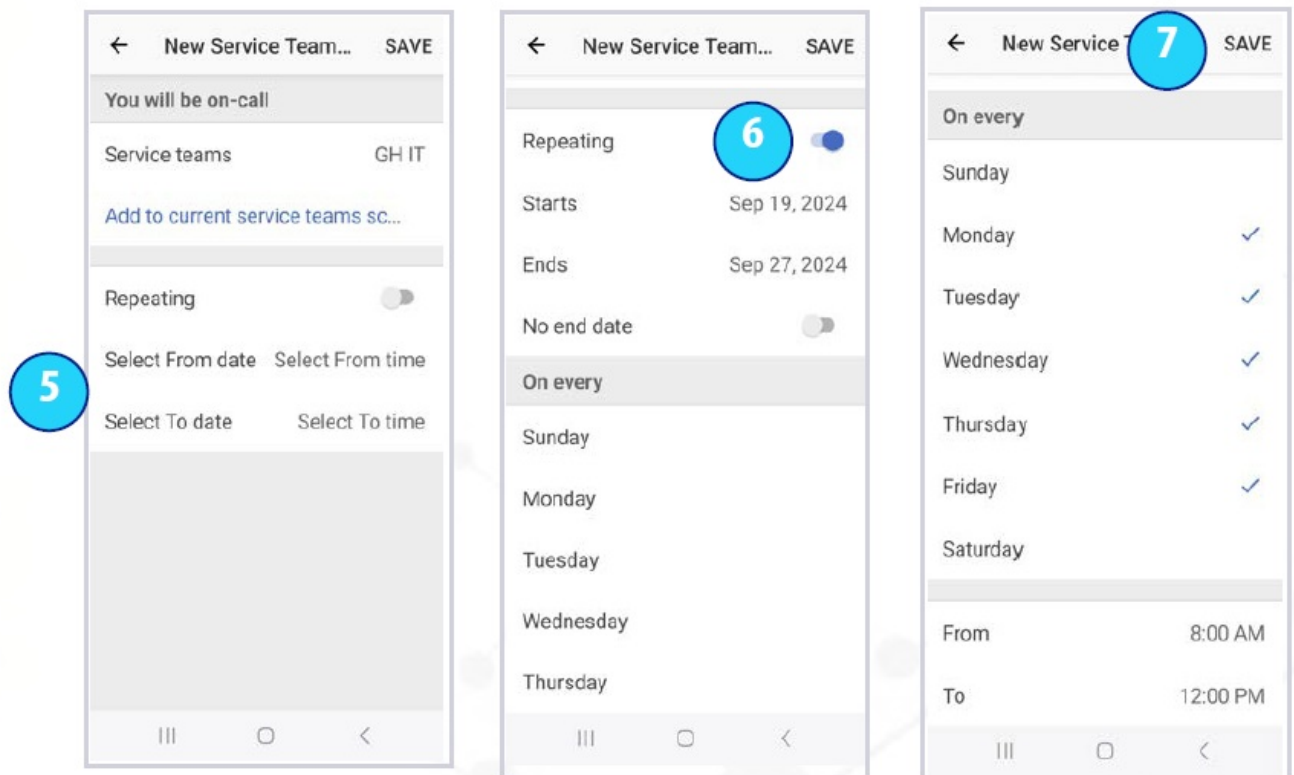 New Service Team... SAVE
You will be on-call
Service teams GH IT
Add to current service teams sc...
Repeating
Select From date Select From time
5
Select To date Select To time
New Service Team... SAVE
Repeating 6
Starts Sep 19, 2024
Ends Sep 27, 2024
No end date
On every
Sunday
Monday
Tuesday
Wednesday
Thursday
New Service 7 SAVE
On every
Sunday
Monday
Tuesday
Wednesday
Thursday
Friday
Saturday
From 8:00 AM
To 12:00 PM